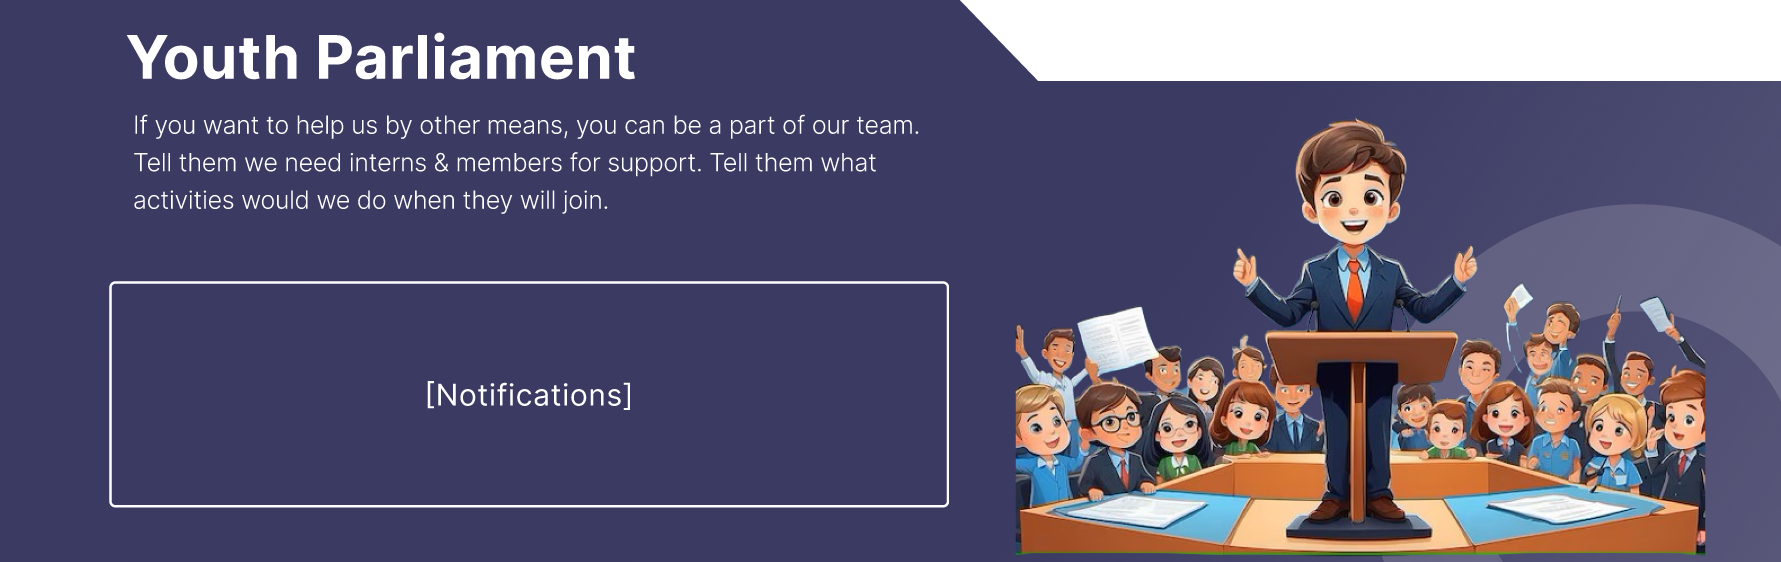 Youth Parliament
If you want to help us by other means, you can be a part of our team.
Tell them we need interns & members for support. Tell them what
activities would we do when they will join.
[Notifications]